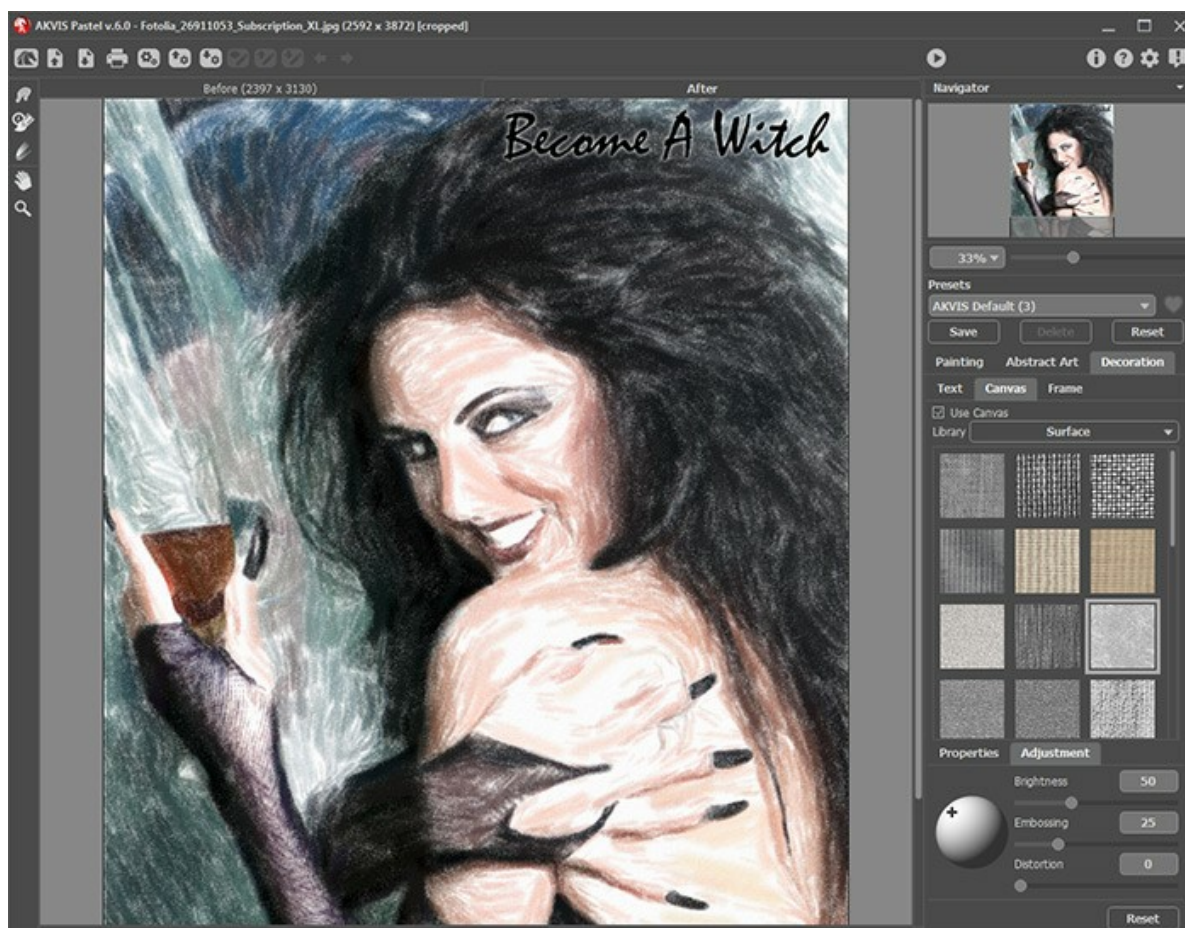 AKVIS Pastel v.6.0 - Fotolia_26911053_Subscription_XL.jpg (2592 x 3872) [cropped]
Before (2397 x 3130)
After
Navigator
Become A Witch
33%
Presets
AKVIS Default (3)
Save
Delete
Reset
Painting
Abstract Art
Decoration
Text
Canvas
Frame
Use Canvas
Library
Surface
Properties
Adjustment
Brightness
50
Embossing
25
Distortion
0
Reset